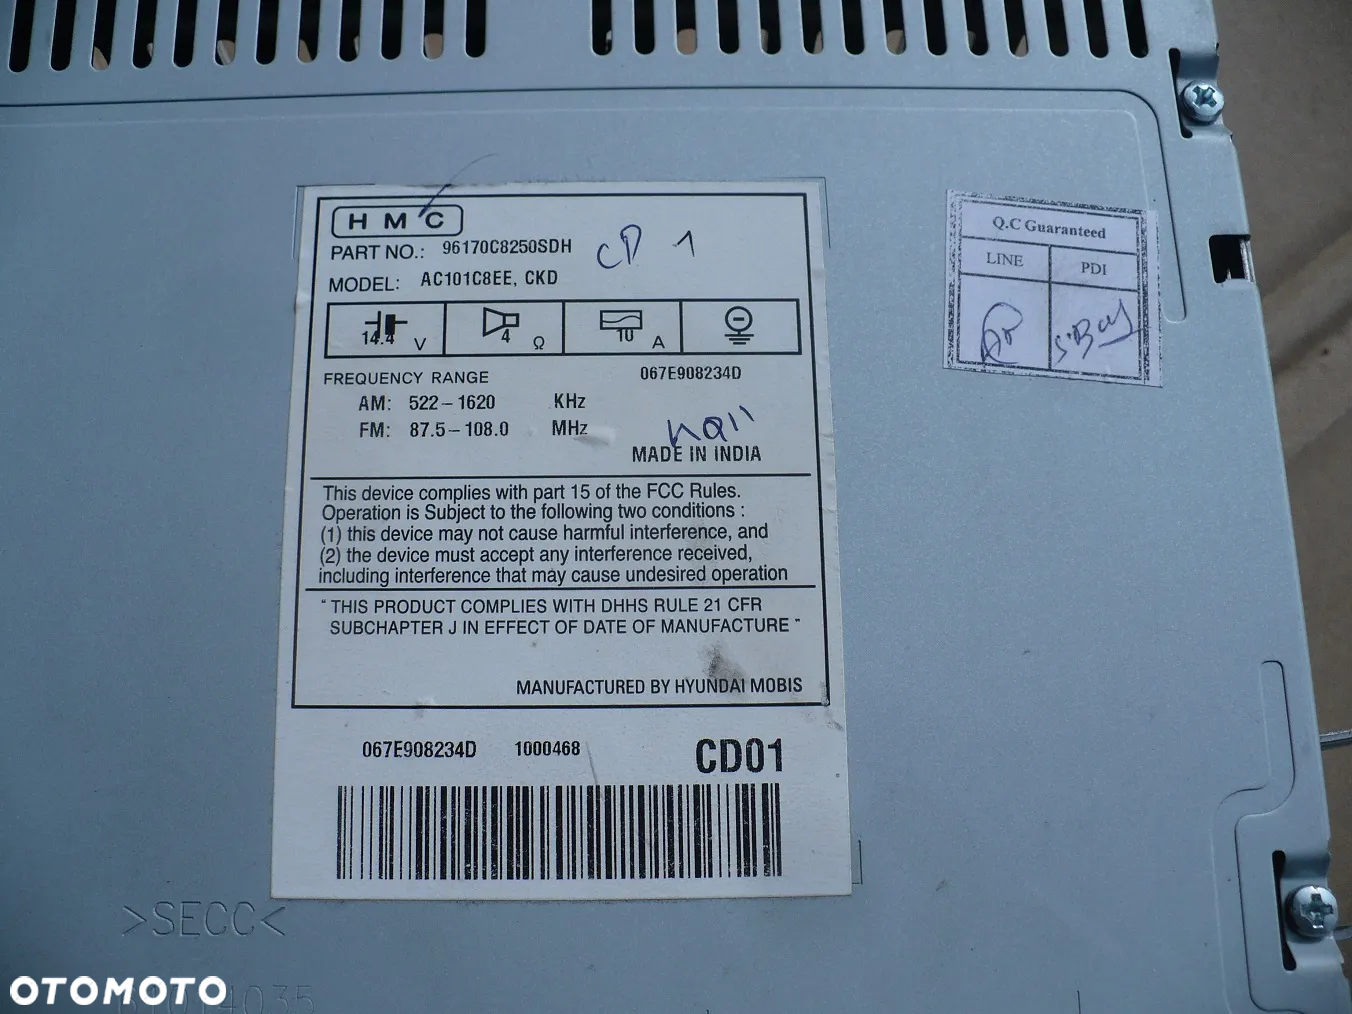 HMC
PART NO.: 96170C8250SDH CD 1
MODEL: AC101C8EE, CKD
14.4 V 4 Ω 10 A
FREQUENCY RANGE 067E908234D
AM: 522-1620 KHz
FM: 87.5-108.0 MHz
MADE IN INDIA
This device complies with part 15 of the FCC Rules.
Operation is Subject to the following two conditions :
(1) this device may not cause harmful interference, and
(2) the device must accept any interference received,
including interference that may cause undesired operation
" THIS PRODUCT COMPLIES WITH DHHS RULE 21 CFR
SUBCHAPTER J IN EFFECT OF DATE OF MANUFACTURE "
MANUFACTURED BY HYUNDAI MOBIS
067E908234D 1000468 CD01
Q.C Guaranteed
LINE PDI
>SECC<
OTOMOTO